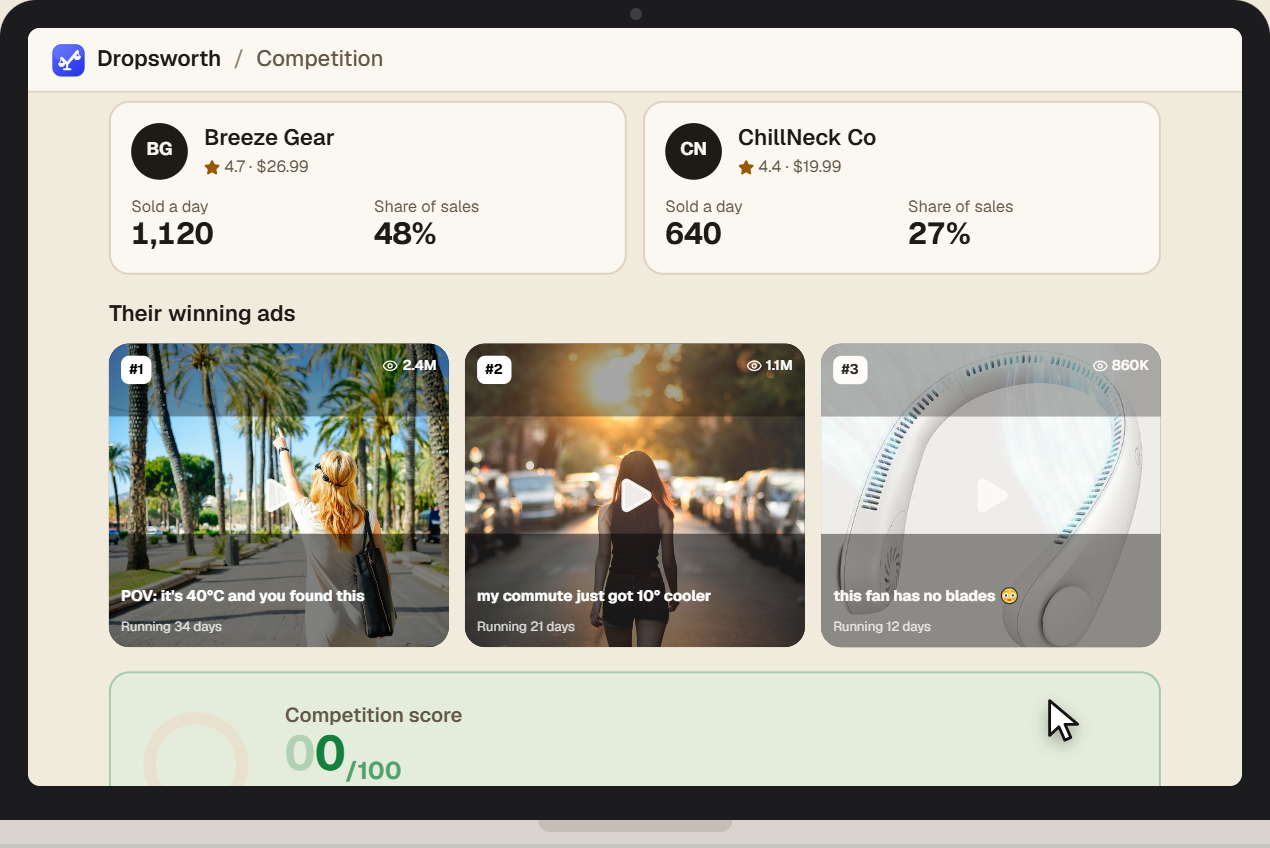 Dropsworth / Competition
BG
Breeze Gear
4.7 · $26.99
Sold a day
1,120
Share of sales
48%
CN
ChillNeck Co
4.4 · $19.99
Sold a day
640
Share of sales
27%
Their winning ads
#1
2.4M
POV: it's 40°C and you found this
Running 34 days
#2
1.1M
my commute just got 10° cooler
Running 21 days
#3
860K
this fan has no blades 😳
Running 12 days
Competition score
00/100